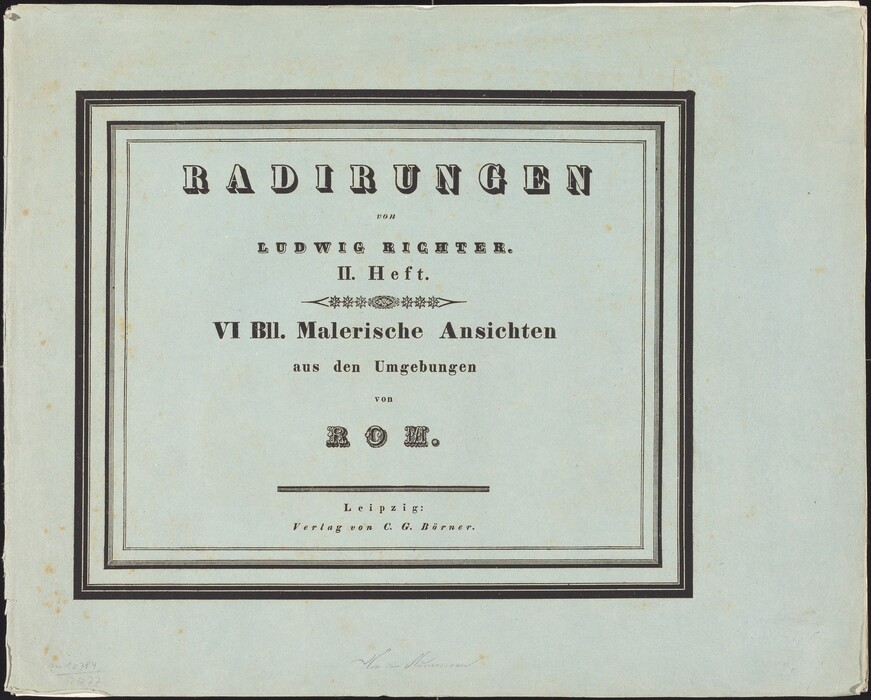 RADIRUNGEN
von
LUDWIG RICHTER.
II. Heft.
VI Bll. Malerische Ansichten
aus den Umgebungen
von
ROM.
Leipzig:
Verlag von C. G. Börner.